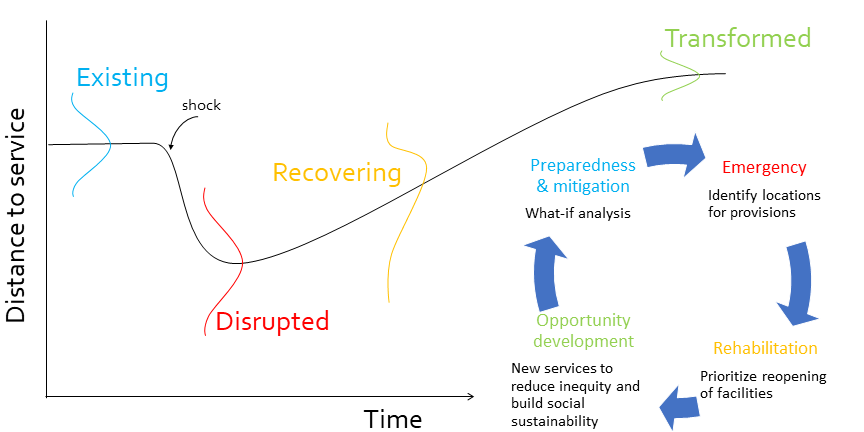 Transformed
Existing
shock
Recovering
Distance to service
Disrupted
Time
Preparedness
& mitigation
What-if analysis
Emergency
Identify locations
for provisions
Rehabilitation
Prioritize reopening
of facilities
Opportunity
development
New services to
reduce inequity and
build social
sustainability